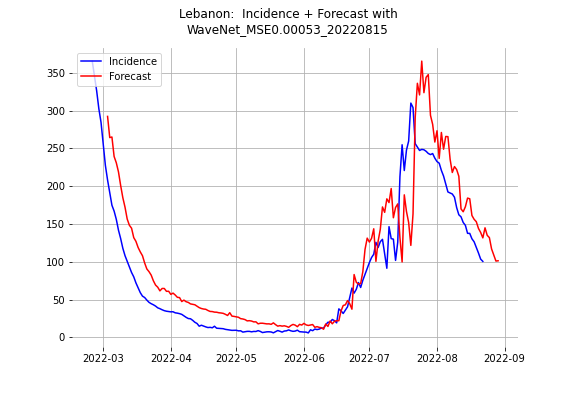 Lebanon:  Incidence + Forecast with
WaveNet_MSE0.00053_20220815
Incidence
Forecast
350
300
250
200
150
100
50
0
2022-03 2022-04 2022-05 2022-06 2022-07 2022-08 2022-09